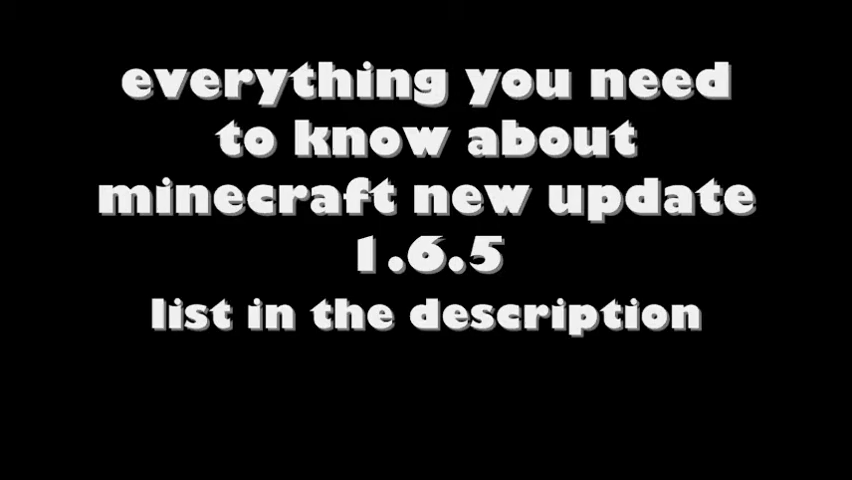 everything you need
to know about
minecraft new update
1.6.5
list in the description